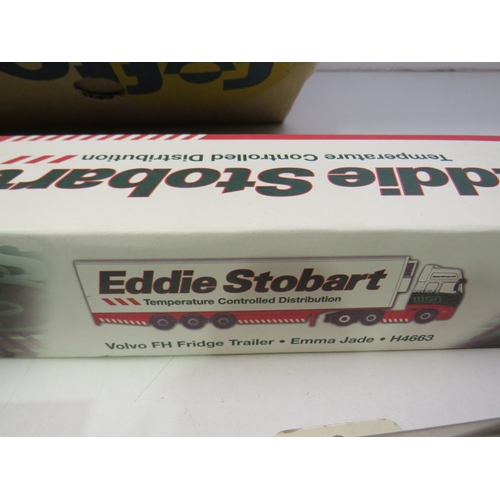 Temperature Controlled Distribution
Eddie Stobart
Eddie Stobart
Temperature Controlled Distribution
Volvo FH Fridge Trailer • Emma Jade • H4663